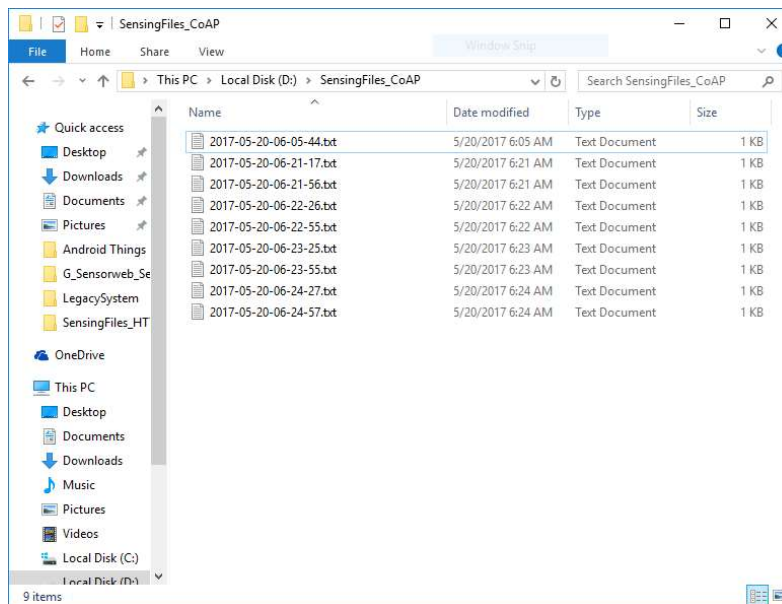 SensingFiles_CoAP
File Home Share View Window Snip
This PC > Local Disk (D:) > SensingFiles_CoAP
Search SensingFiles_CoAP
Quick access
Desktop
Downloads
Documents
Pictures
Android Things
G_Sensorweb_Se
LegacySystem
SensingFiles_HT
OneDrive
This PC
Desktop
Documents
Downloads
Music
Pictures
Videos
Local Disk (C:)
Local Disk (D:)
Name Date modified Type Size
2017-05-20-06-05-44.txt 5/20/2017 6:05 AM Text Document 1 KB
2017-05-20-06-21-17.txt 5/20/2017 6:21 AM Text Document 1 KB
2017-05-20-06-21-56.txt 5/20/2017 6:21 AM Text Document 1 KB
2017-05-20-06-22-26.txt 5/20/2017 6:22 AM Text Document 1 KB
2017-05-20-06-22-55.txt 5/20/2017 6:22 AM Text Document 1 KB
2017-05-20-06-23-25.txt 5/20/2017 6:23 AM Text Document 1 KB
2017-05-20-06-23-55.txt 5/20/2017 6:23 AM Text Document 1 KB
2017-05-20-06-24-27.txt 5/20/2017 6:24 AM Text Document 1 KB
2017-05-20-06-24-57.txt 5/20/2017 6:24 AM Text Document 1 KB
9 items